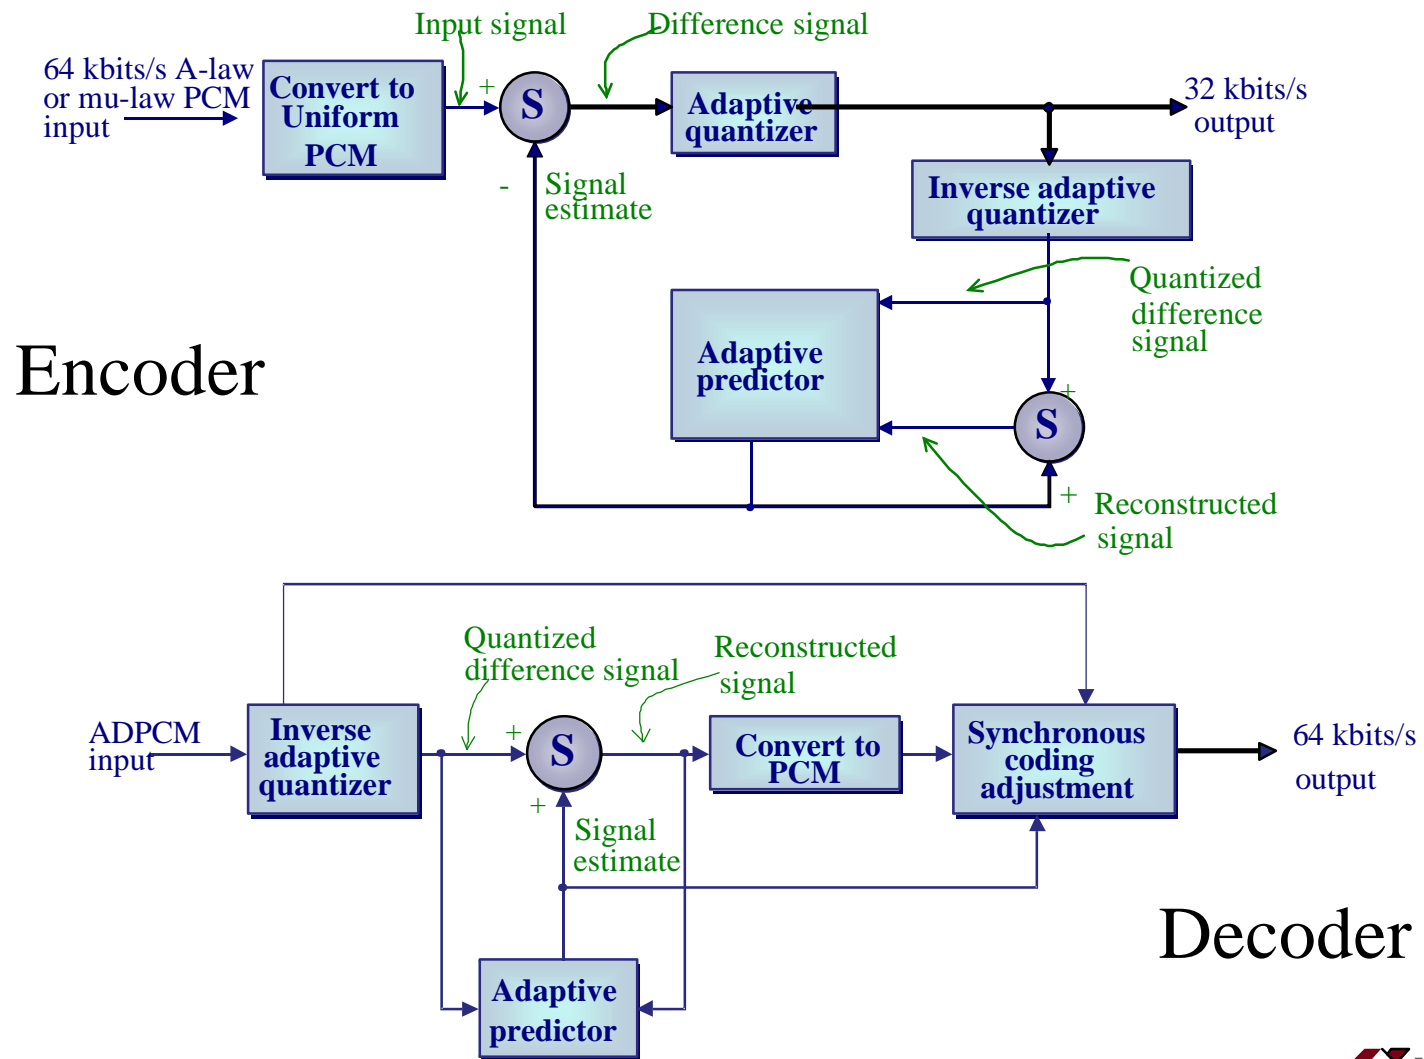 Input signal
Difference signal
64 kbits/s A-law
or mu-law PCM
input
Convert to
Uniform
PCM
+
S
Adaptive
quantizer
32 kbits/s
output
-
Signal
estimate
Inverse adaptive
quantizer
Quantized
difference
signal
Adaptive
predictor
Encoder
+
S
+
Reconstructed
signal
Quantized
difference signal
Reconstructed
signal
ADPCM
input
Inverse
adaptive
quantizer
+
S
+
Convert to
PCM
Synchronous
coding
adjustment
64 kbits/s
output
Signal
estimate
Decoder
Adaptive
predictor